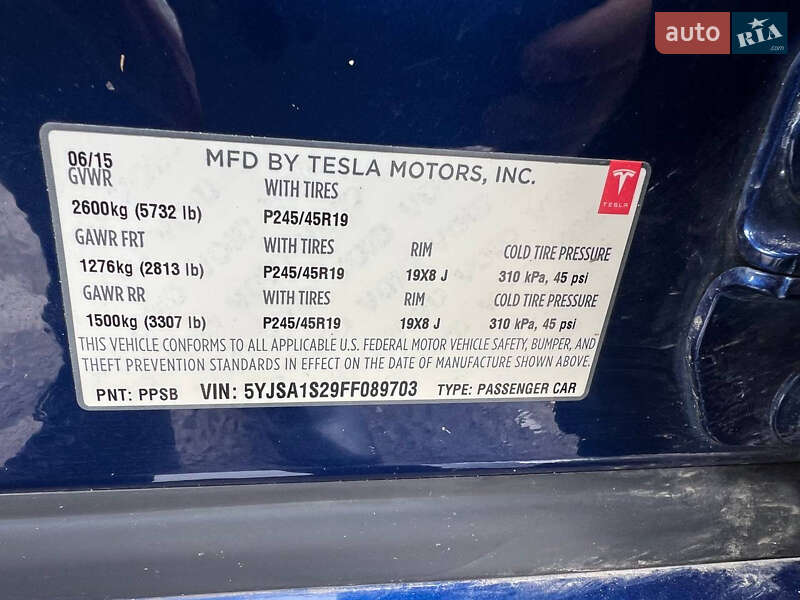 auto RIA.com
06/15 MFD BY TESLA MOTORS, INC.
GVWR WITH TIRES
TESLA
2600kg (5732 lb) P245/45R19
GAWR FRT WITH TIRES RIM COLD TIRE PRESSURE
1276kg (2813 lb) P245/45R19 19X8 J 310 kPa, 45 psi
GAWR RR WITH TIRES RIM COLD TIRE PRESSURE
1500kg (3307 lb) P245/45R19 19X8 J 310 kPa, 45 psi
THIS VEHICLE CONFORMS TO ALL APPLICABLE U.S. FEDERAL MOTOR VEHICLE SAFETY, BUMPER, AND
THEFT PREVENTION STANDARDS IN EFFECT ON THE DATE OF MANUFACTURE SHOWN ABOVE.
PNT: PPSB VIN: 5YJSA1S29FF089703 TYPE: PASSENGER CAR